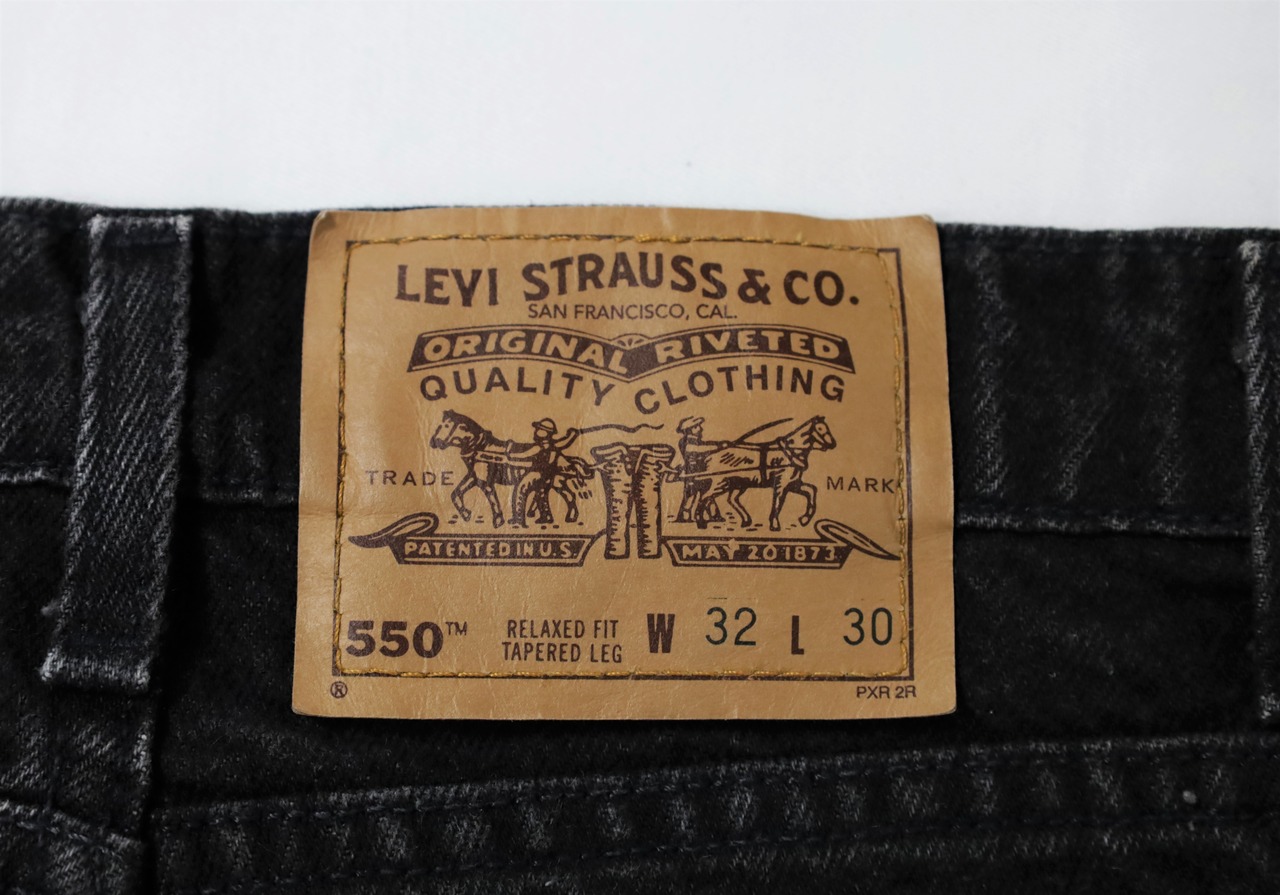 LEVI STRAUSS & CO.
SAN FRANCISCO, CAL.
ORIGINAL RIVETED
QUALITY CLOTHING
TRADE MARK
PATENTED IN U.S. MAY 20 1873
550™ RELAXED FIT W 32 L 30
TAPERED LEG
® PXR 2R